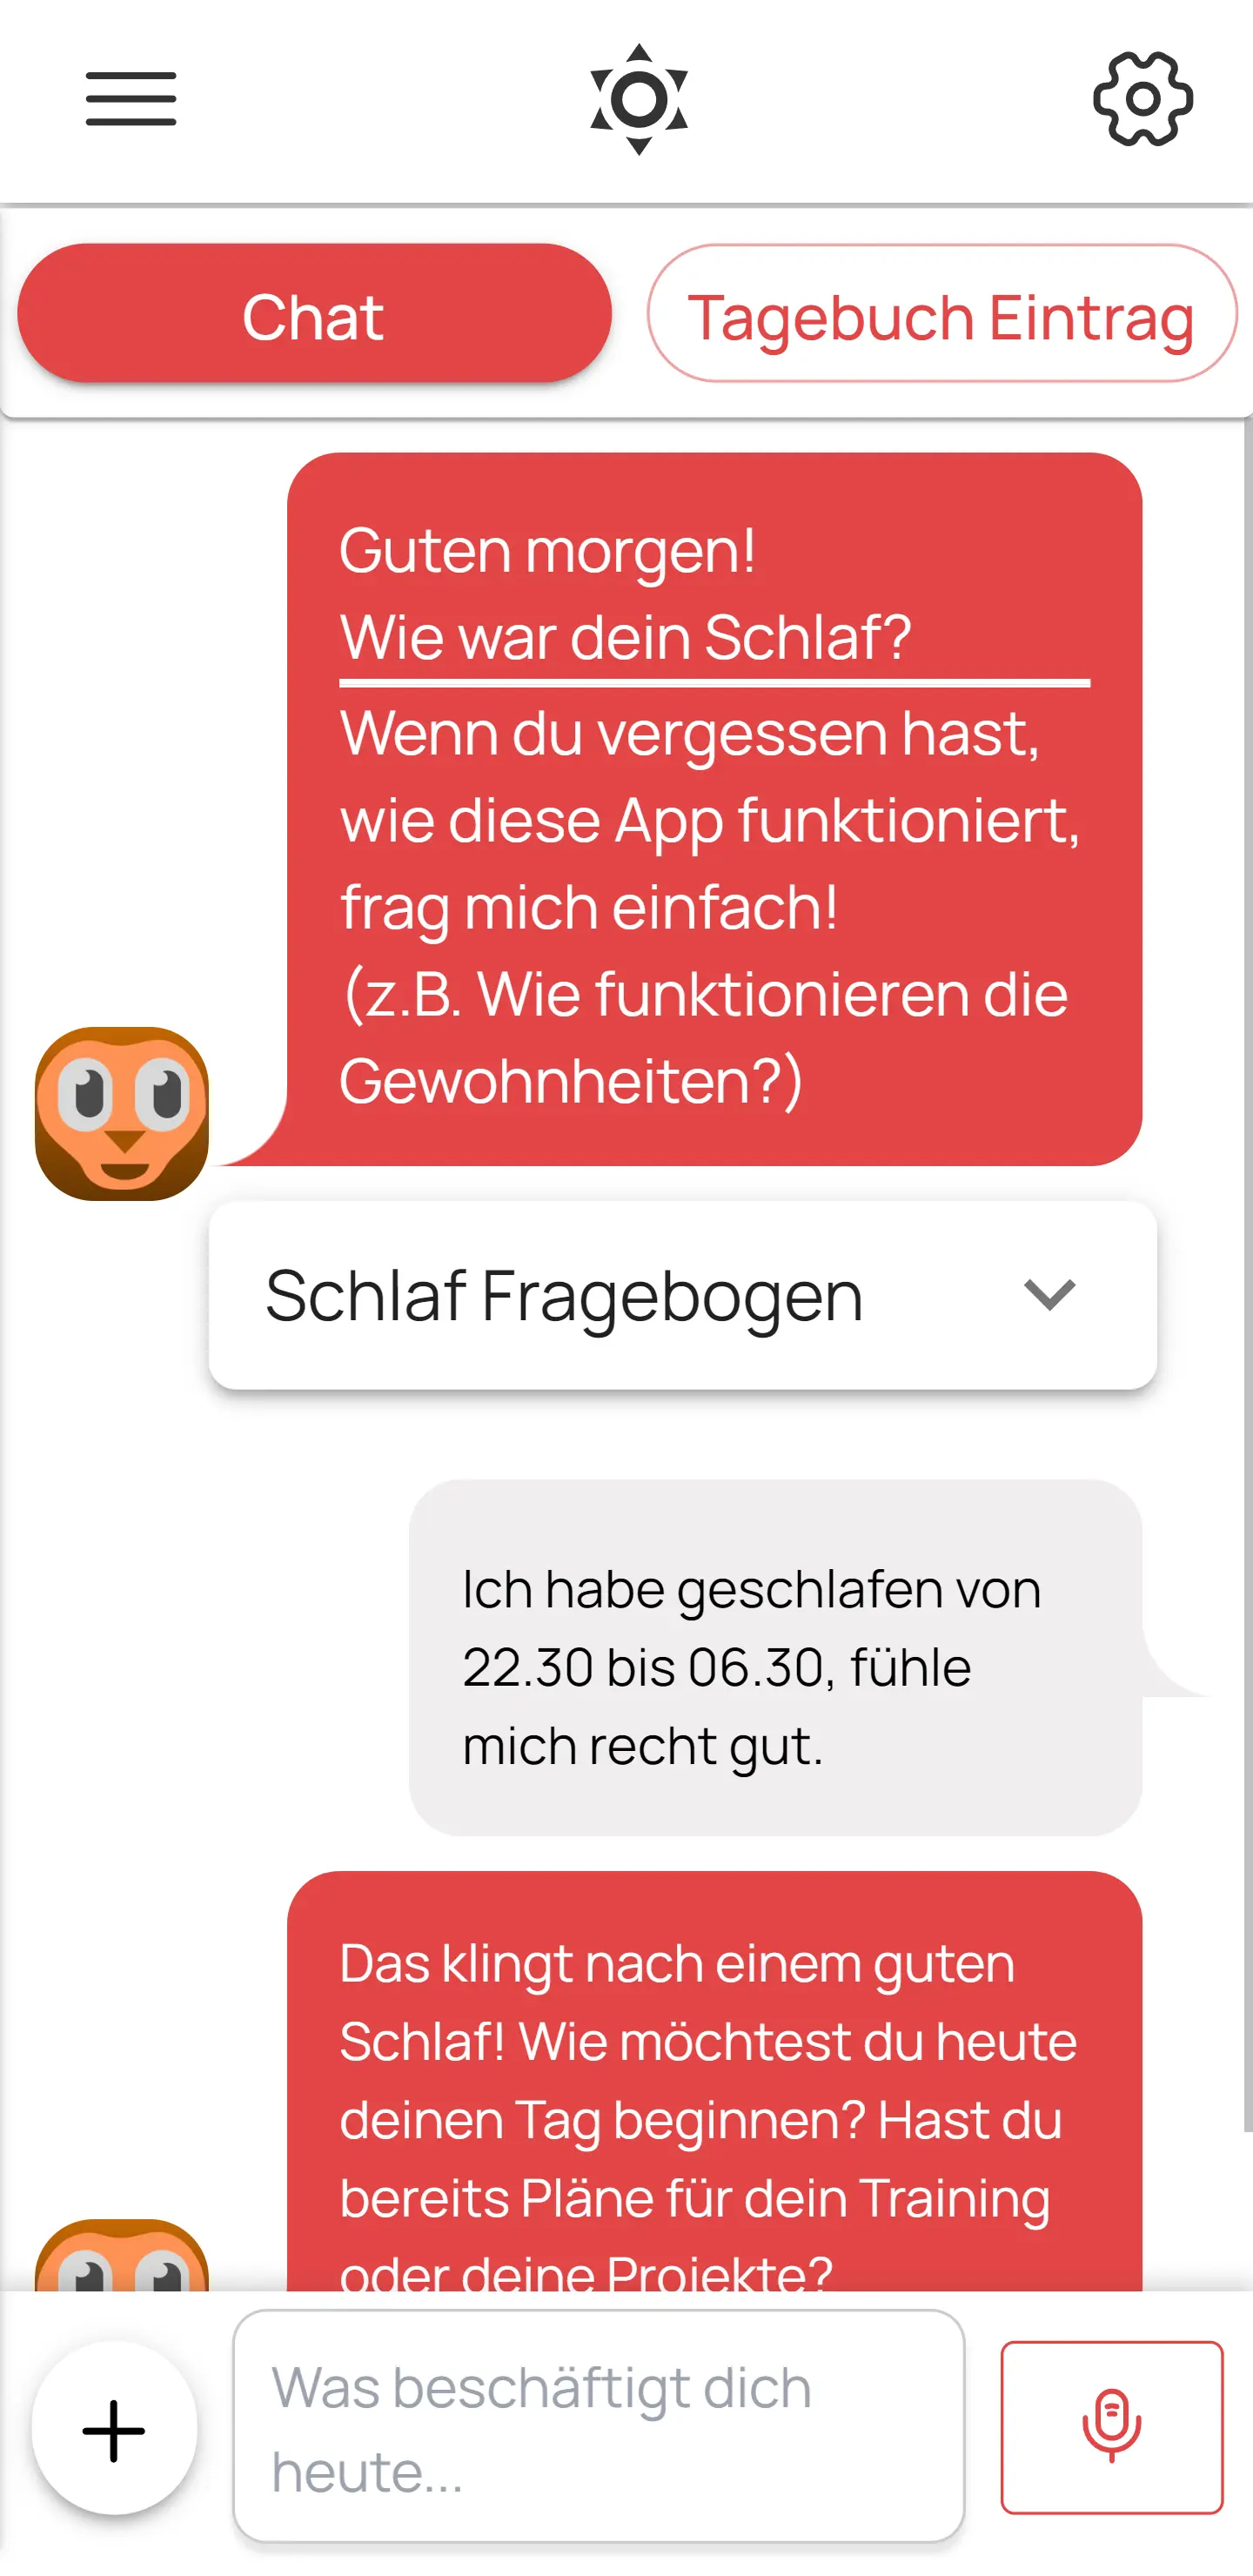 Chat
Tagebuch Eintrag
Guten morgen!
Wie war dein Schlaf?
Wenn du vergessen hast,
wie diese App funktioniert,
frag mich einfach!
(z.B. Wie funktionieren die
Gewohnheiten?)
Schlaf Fragebogen
Ich habe geschlafen von
22.30 bis 06.30, fühle
mich recht gut.
Das klingt nach einem guten
Schlaf! Wie möchtest du heute
deinen Tag beginnen? Hast du
bereits Pläne für dein Training
oder deine Projekte?
Was beschäftigt dich
heute...